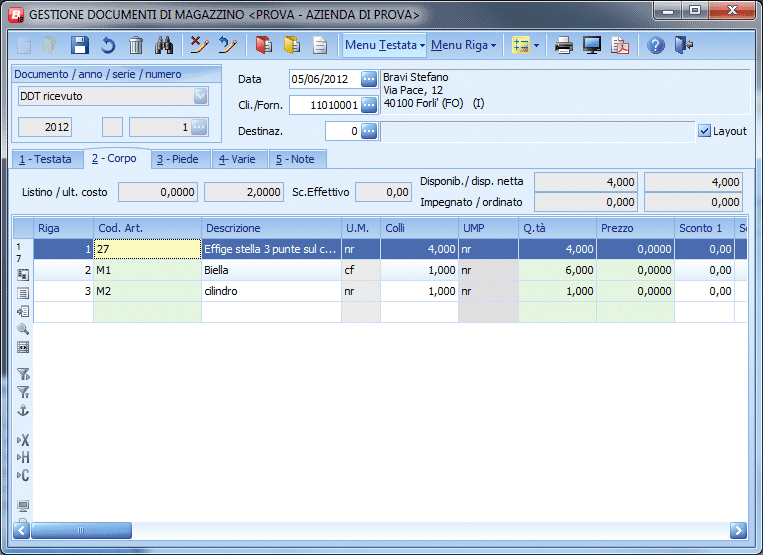 GESTIONE DOCUMENTI DI MAGAZZINO <PROVA - AZIENDA DI PROVA>
Menu Testata Menu Riga
Documento / anno / serie / numero
DDT ricevuto
2012 1
Data 05/06/2012
Cli./Forn. 11010001
Destinaz. 0
Bravi Stefano
Via Pace, 12
40100 Forli' (FO) (I)
Layout
1 - Testata 2 - Corpo 3 - Piede 4- Varie 5 - Note
Listino / ult. costo 0,0000 2,0000 Sc.Effettivo 0,00
Disponib./ disp. netta 4,000 4,000
Impegnato / ordinato 0,000 0,000
Riga Cod. Art. Descrizione U.M. Colli UMP Q.tà Prezzo Sconto 1 Sc
1 27 Effige stella 3 punte sul c... nr 4,000 nr 4,000 0,0000 0,00
2 M1 Biella cf 1,000 nr 6,000 0,0000 0,00
3 M2 cilindro nr 1,000 nr 1,000 0,0000 0,00
1
7
X
H
C